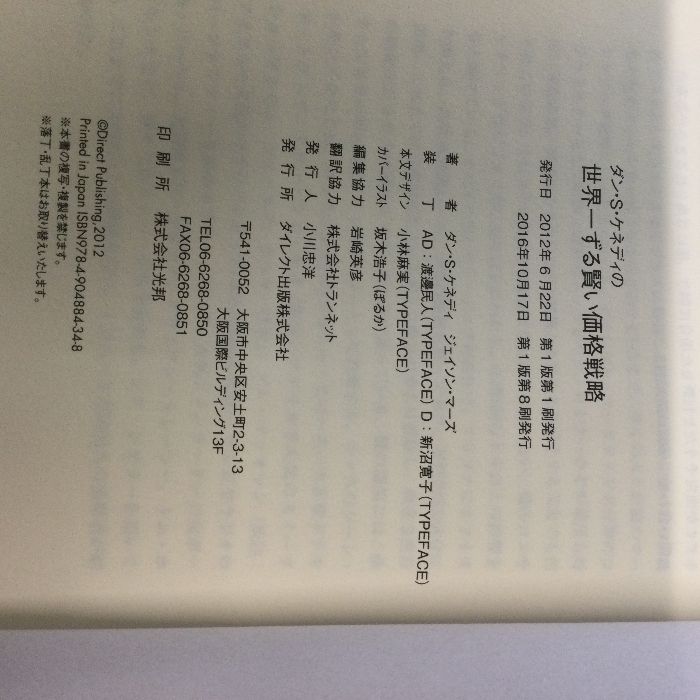 ダン・S・ケネディの
世界一ずる賢い価格戦略
発行日 2012年6月22日 第1版第1刷発行
2016年10月17日 第1版第8刷発行
著者 ダン・S・ケネディ ジェイソン・マーズ
装丁 AD：渡邊民人(TYPEFACE) D：新沼寛子(TYPEFACE)
本文デザイン 小林麻実(TYPEFACE)
カバーイラスト 坂木浩子(ぽるか)
編集協力 岩崎英彦
翻訳協力 株式会社トランネット
発行人 小川忠洋
発行所 ダイレクト出版株式会社
〒541-0052 大阪市中央区安土町2-3-13
大阪国際ビルディング13F
TEL06-6268-0850
FAX06-6268-0851
印刷所 株式会社光邦
©Direct Publishing,2012
Printed in Japan ISBN978-4-904884-34-8
※本書の複写・複製を禁じます。
※落丁・乱丁本はお取り替えいたします。